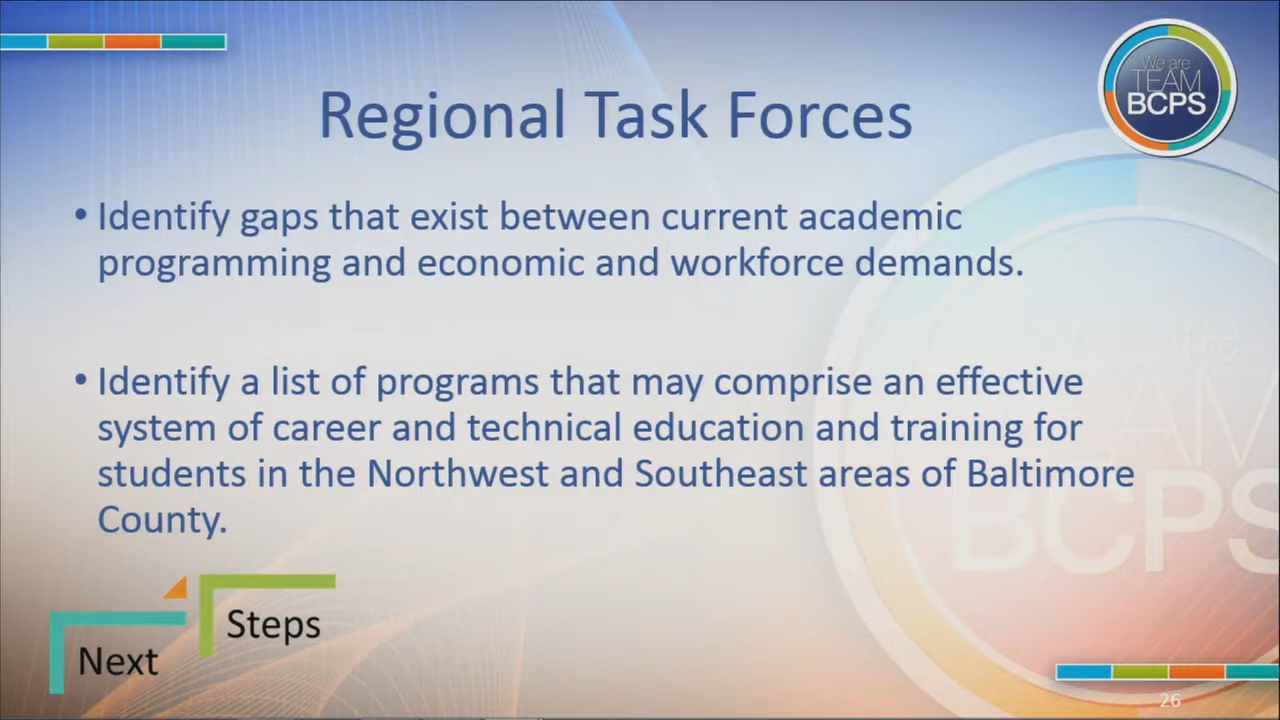 We are
TEAM
BCPS
Regional Task Forces
• Identify gaps that exist between current academic
programming and economic and workforce demands.
• Identify a list of programs that may comprise an effective
system of career and technical education and training for
students in the Northwest and Southeast areas of Baltimore
County.
Steps
Next
TEAM
BCPS
26